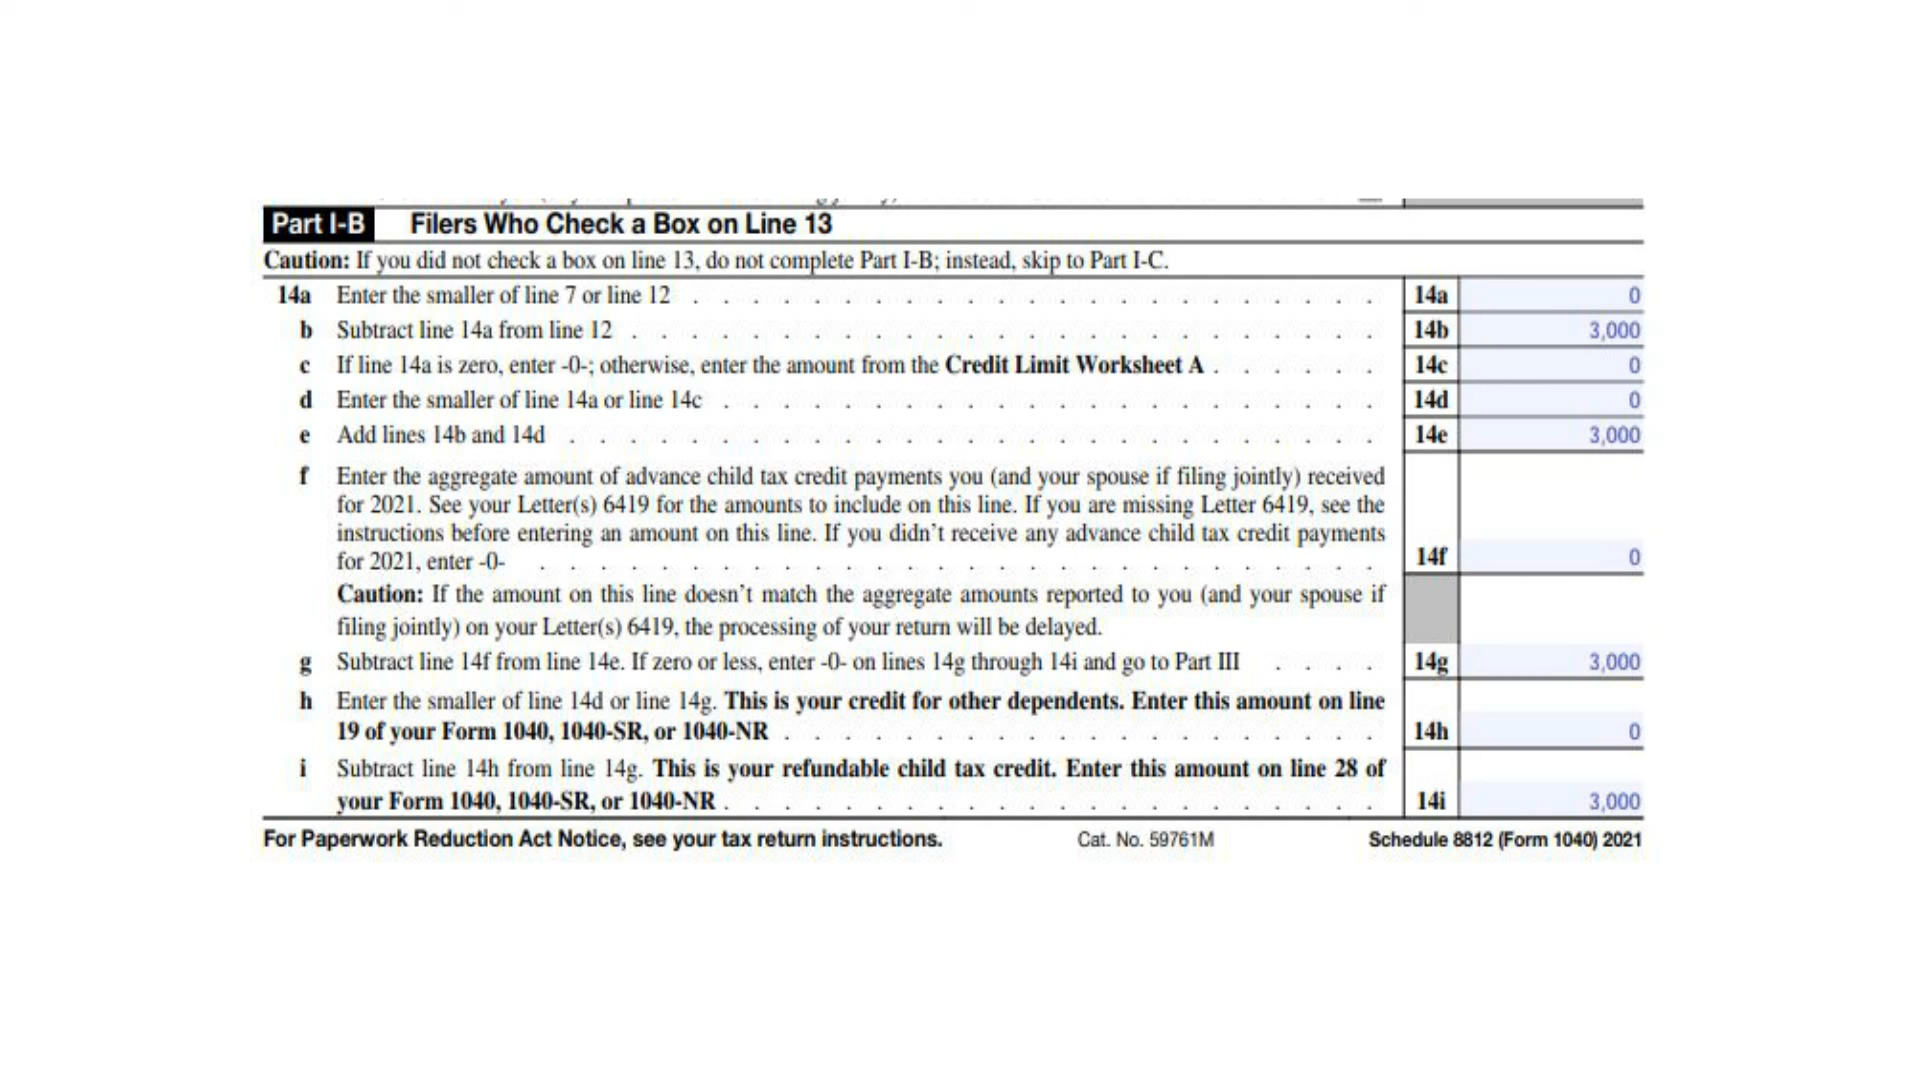 Part I-B Filers Who Check a Box on Line 13
Caution: If you did not check a box on line 13, do not complete Part I-B; instead, skip to Part I-C.
14a Enter the smaller of line 7 or line 12 . . . . . . . . . . . . . . . . . . . . . . . 14a 0
b Subtract line 14a from line 12 . . . . . . . . . . . . . . . . . . . . . . . . . 14b 3,000
c If line 14a is zero, enter -0-; otherwise, enter the amount from the Credit Limit Worksheet A . . . . . . 14c 0
d Enter the smaller of line 14a or line 14c . . . . . . . . . . . . . . . . . . . . . . 14d 0
e Add lines 14b and 14d . . . . . . . . . . . . . . . . . . . . . . . . . . . 14e 3,000
f Enter the aggregate amount of advance child tax credit payments you (and your spouse if filing jointly) received
for 2021. See your Letter(s) 6419 for the amounts to include on this line. If you are missing Letter 6419, see the
instructions before entering an amount on this line. If you didn't receive any advance child tax credit payments
for 2021, enter -0- . . . . . . . . . . . . . . . . . . . . . . . . . . . . 14f 0
Caution: If the amount on this line doesn't match the aggregate amounts reported to you (and your spouse if
filing jointly) on your Letter(s) 6419, the processing of your return will be delayed.
g Subtract line 14f from line 14e. If zero or less, enter -0- on lines 14g through 14i and go to Part III . . . . 14g 3,000
h Enter the smaller of line 14d or line 14g. This is your credit for other dependents. Enter this amount on line
19 of your Form 1040, 1040-SR, or 1040-NR . . . . . . . . . . . . . . . . . . . . 14h 0
i Subtract line 14h from line 14g. This is your refundable child tax credit. Enter this amount on line 28 of
your Form 1040, 1040-SR, or 1040-NR . . . . . . . . . . . . . . . . . . . . . . 14i 3,000
For Paperwork Reduction Act Notice, see your tax return instructions. Cat. No. 59761M Schedule 8812 (Form 1040) 2021